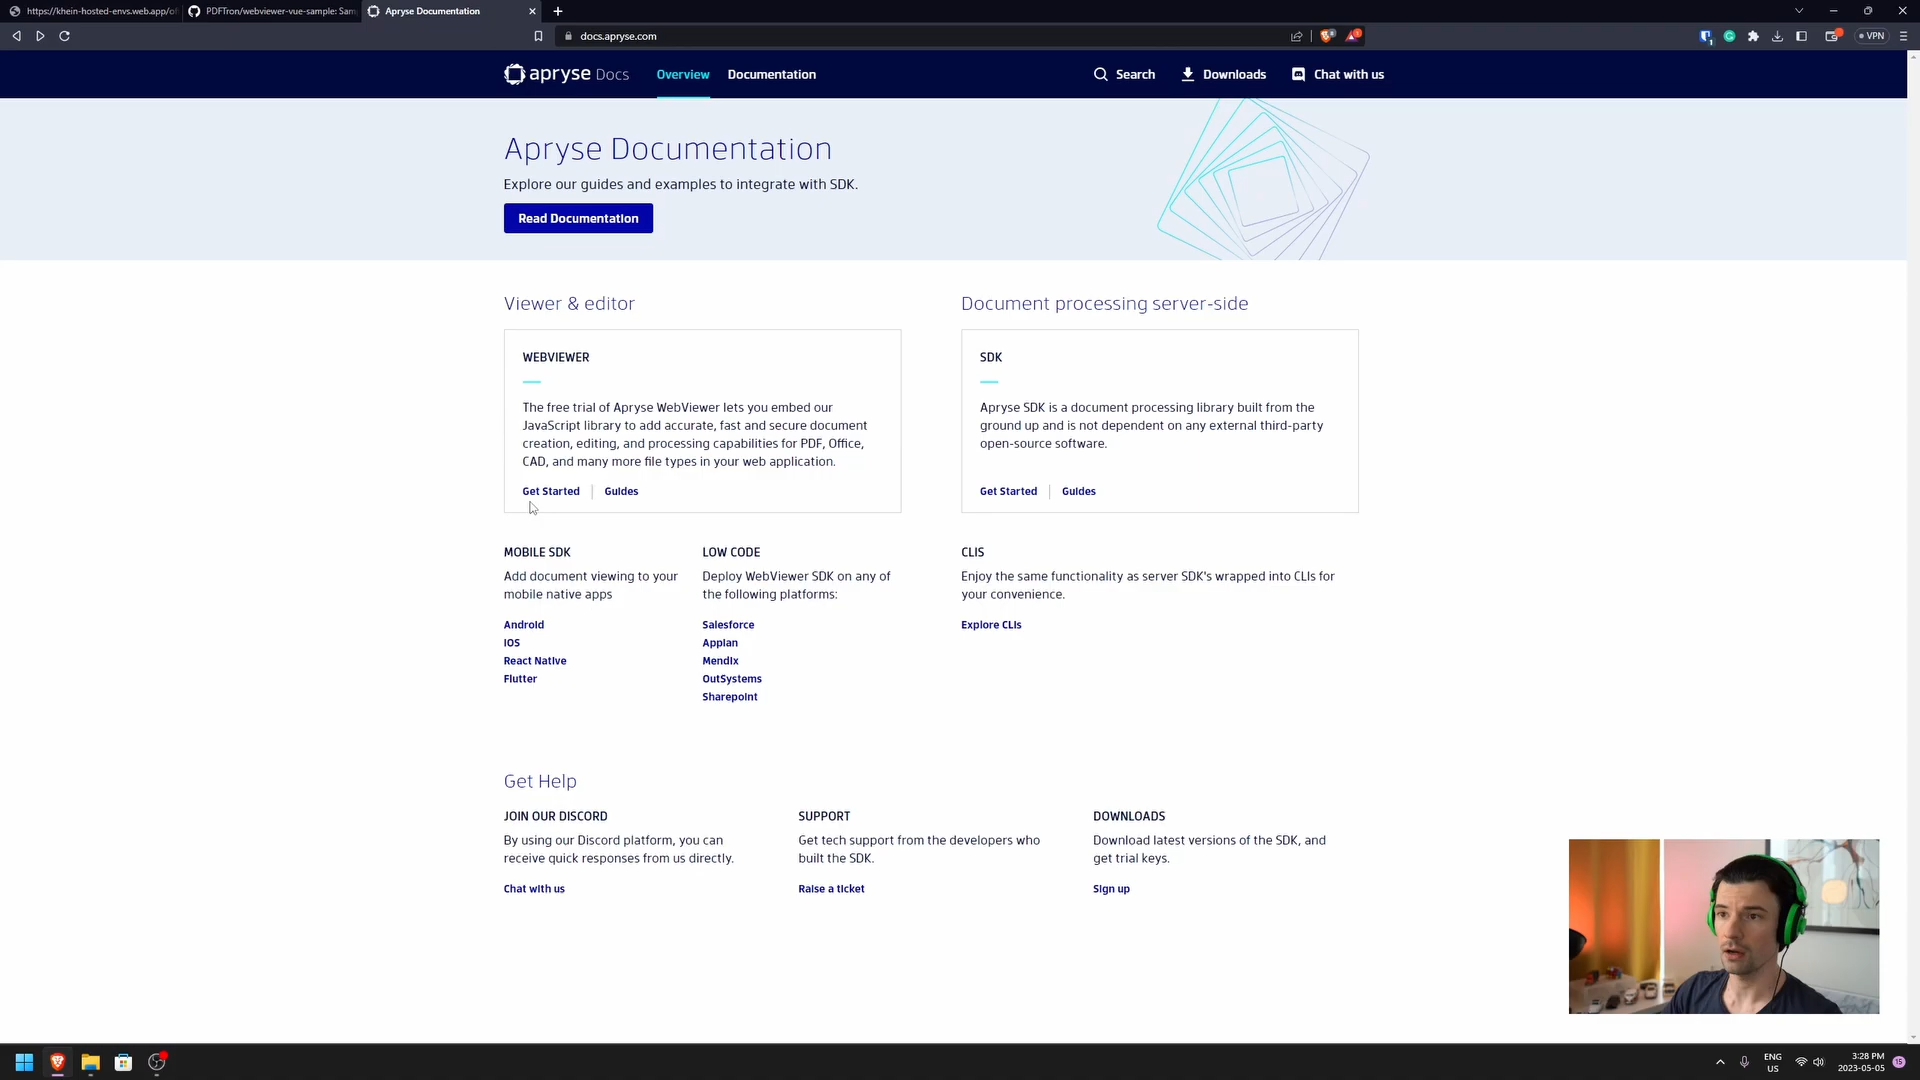 https://khein-hosted-envs.web.app/of
PDFTron/webviewer-vue-sample: Sam
Apryse Documentation
docs.apryse.com
VPN
apryse Docs
Overview
Documentation
Search
Downloads
Chat with us
Apryse Documentation
Explore our guides and examples to integrate with SDK.
Read Documentation
Viewer & editor
WEBVIEWER
The free trial of Apryse WebViewer lets you embed our
JavaScript library to add accurate, fast and secure document
creation, editing, and processing capabilities for PDF, Office,
CAD, and many more file types in your web application.
Get Started
Guides
Document processing server-side
SDK
Apryse SDK is a document processing library built from the
ground up and is not dependent on any external third-party
open-source software.
Get Started
Guides
MOBILE SDK
Add document viewing to your
mobile native apps
Android
iOS
React Native
Flutter
LOW CODE
Deploy WebViewer SDK on any of
the following platforms:
Salesforce
Appian
Mendix
OutSystems
Sharepoint
CLIS
Enjoy the same functionality as server SDK's wrapped into CLIs for
your convenience.
Explore CLIs
Get Help
JOIN OUR DISCORD
By using our Discord platform, you can
receive quick responses from us directly.
Chat with us
SUPPORT
Get tech support from the developers who
built the SDK.
Raise a ticket
DOWNLOADS
Download latest versions of the SDK, and
get trial keys.
Sign up
ENG
US
3:28 PM
2023-05-05
15